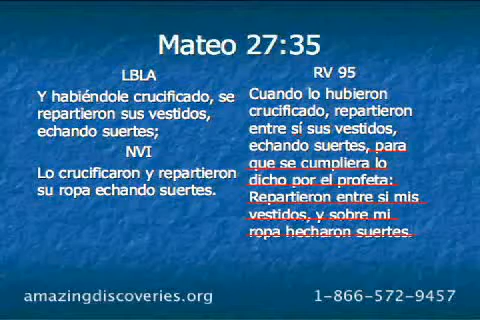 Mateo 27:35
LBLA
Y habiéndole crucificado, se
repartieron sus vestidos,
echando suertes;
NVI
Lo crucificaron y repartieron
su ropa echando suertes.
RV 95
Cuando lo hubieron
crucificado, repartieron
entre sí sus vestidos,
echando suertes, para
que se cumpliera lo
dicho por el profeta:
Repartieron entre si mis
vestidos, y sobre mi
ropa hecharon suertes.
amazingdiscoveries.org
1-866-572-9457